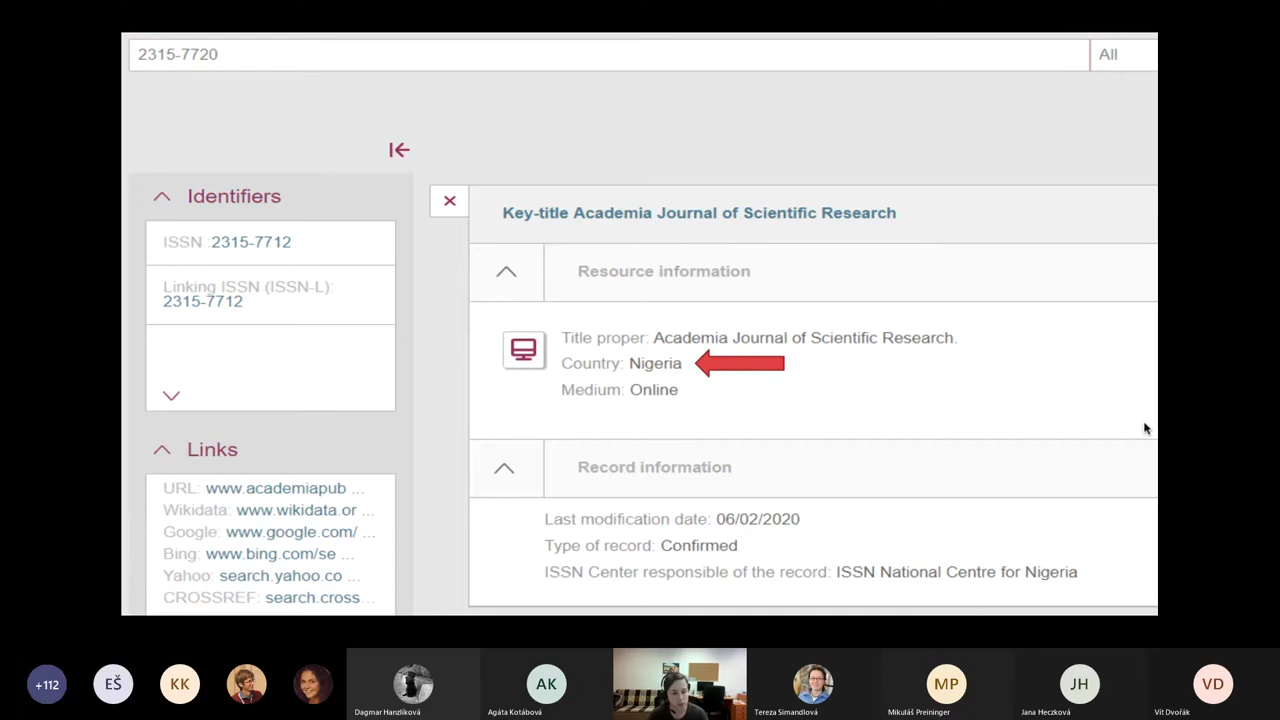 2315-7720
All
Identifiers
ISSN :2315-7712
Linking ISSN (ISSN-L):
2315-7712
Links
URL: www.academiapub ...
Wikidata: www.wikidata.or ...
Google: www.google.com/ ...
Bing: www.bing.com/se ...
Yahoo: search.yahoo.co ...
CROSSREF: search.cross...
Key-title Academia Journal of Scientific Research
Resource information
Title proper: Academia Journal of Scientific Research.
Country: Nigeria
Medium: Online
Record information
Last modification date: 06/02/2020
Type of record: Confirmed
ISSN Center responsible of the record: ISSN National Centre for Nigeria
+112
EŠ
KK
AK
MP
JH
VD
Dagmar Hanzlíková
Agáta Kotábová
Tereza Simandlová
Mikuláš Preininger
Jana Heczková
Vít Dvořák